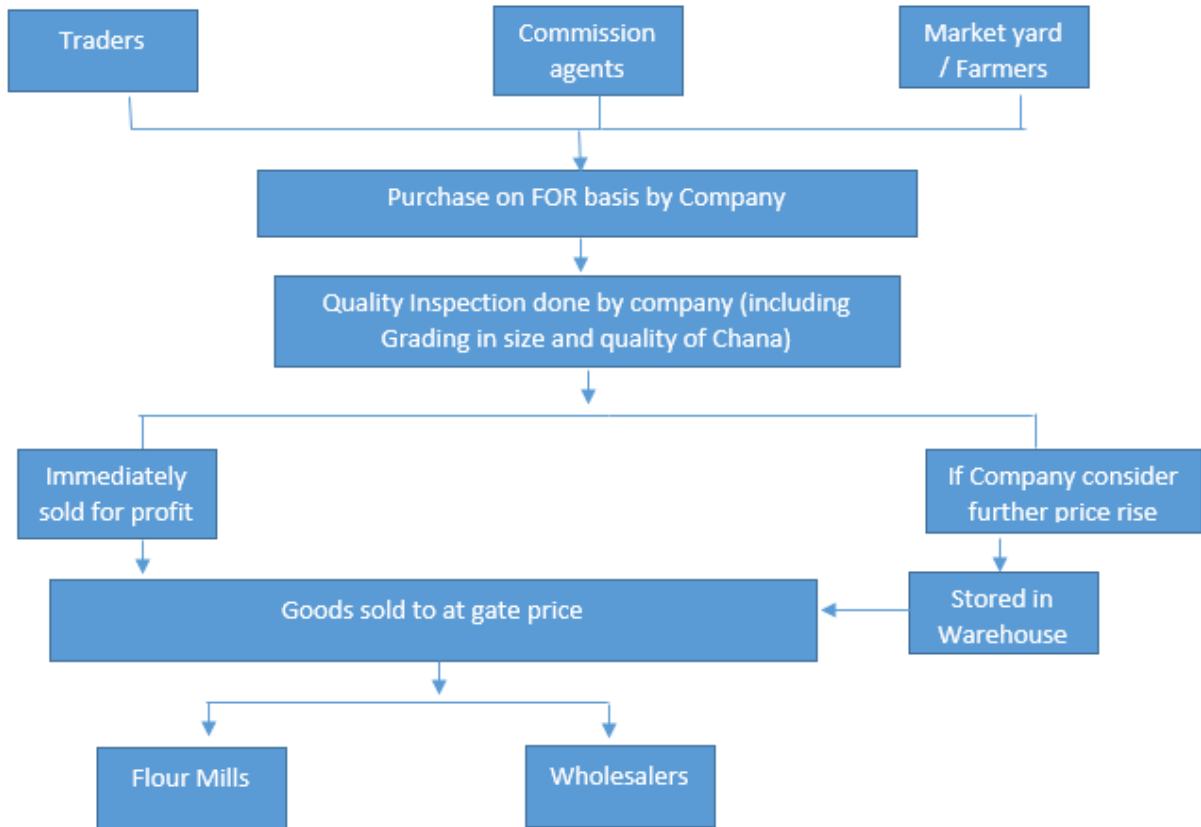 Traders
Commission
agents
Market yard
/ Farmers
Purchase on FOR basis by Company
Quality Inspection done by company (including
Grading in size and quality of Chana)
Immediately
sold for profit
If Company consider
further price rise
Goods sold to at gate price
Stored in
Warehouse
Flour Mills
Wholesalers